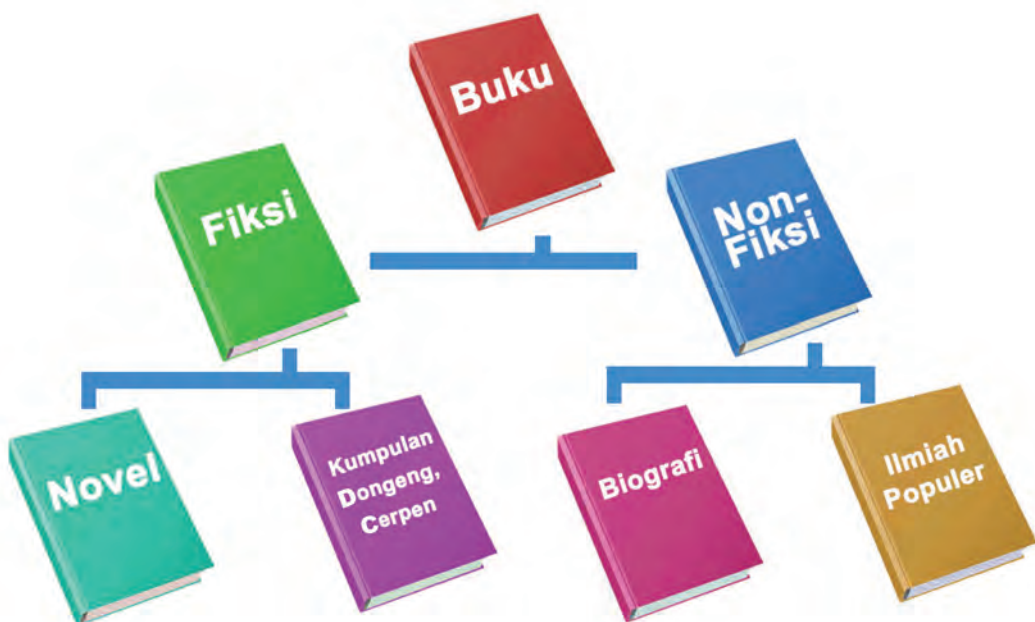 Buku
Fiksi
Non-
Fiksi
Novel
Kumpulan
Dongeng,
Cerpen
Biografi
Ilmiah
Populer